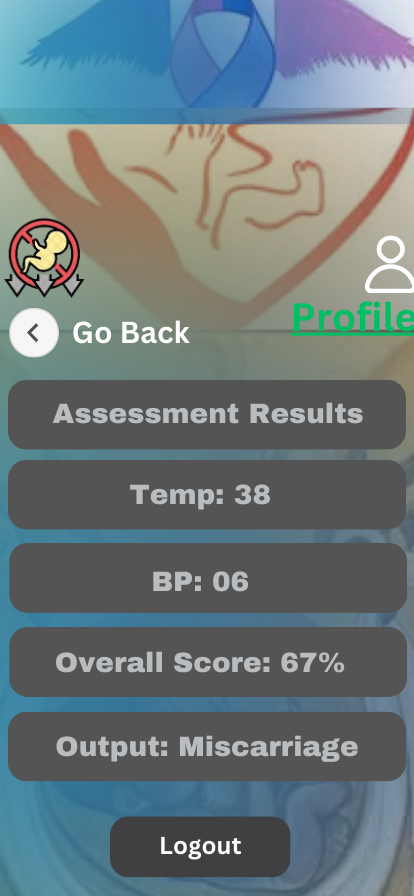 Profile
Go Back
Assessment Results
Temp: 38
BP: 06
Overall Score: 67%
Output: Miscarriage
Logout